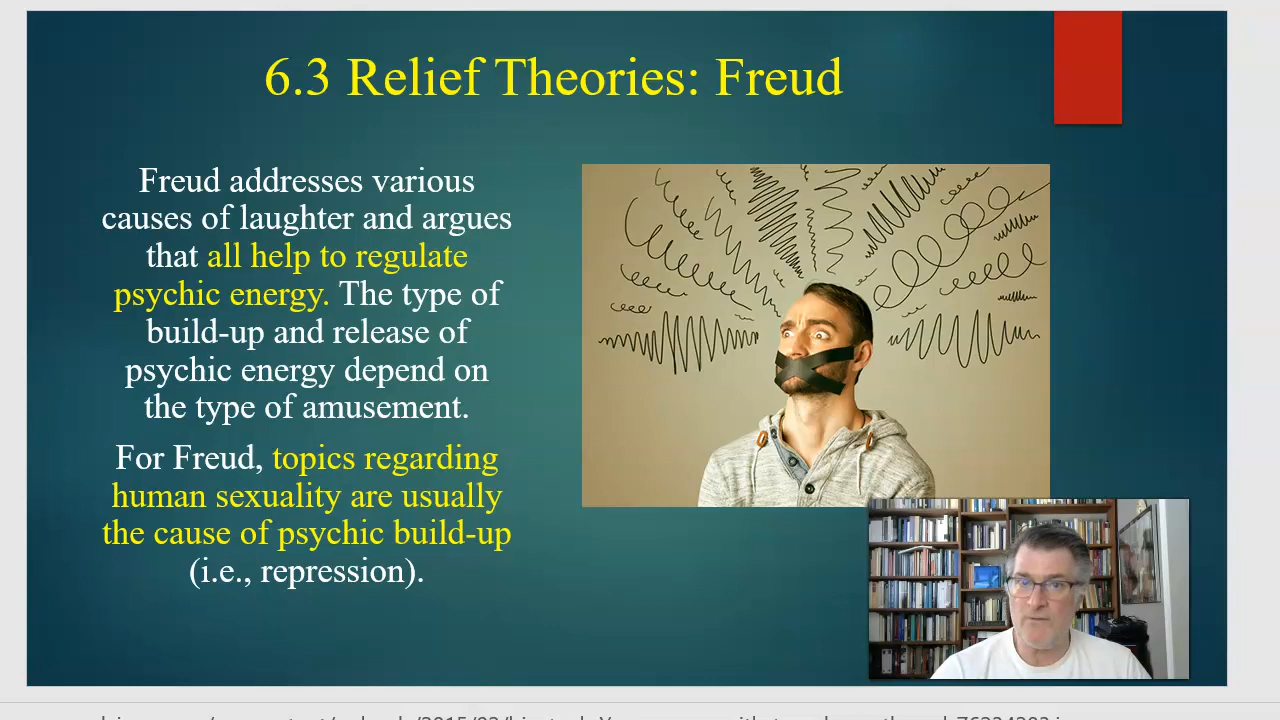 6.3 Relief Theories: Freud
Freud addresses various
causes of laughter and argues
that all help to regulate
psychic energy. The type of
build-up and release of
psychic energy depend on
the type of amusement.
For Freud, topics regarding
human sexuality are usually
the cause of psychic build-up
(i.e., repression).